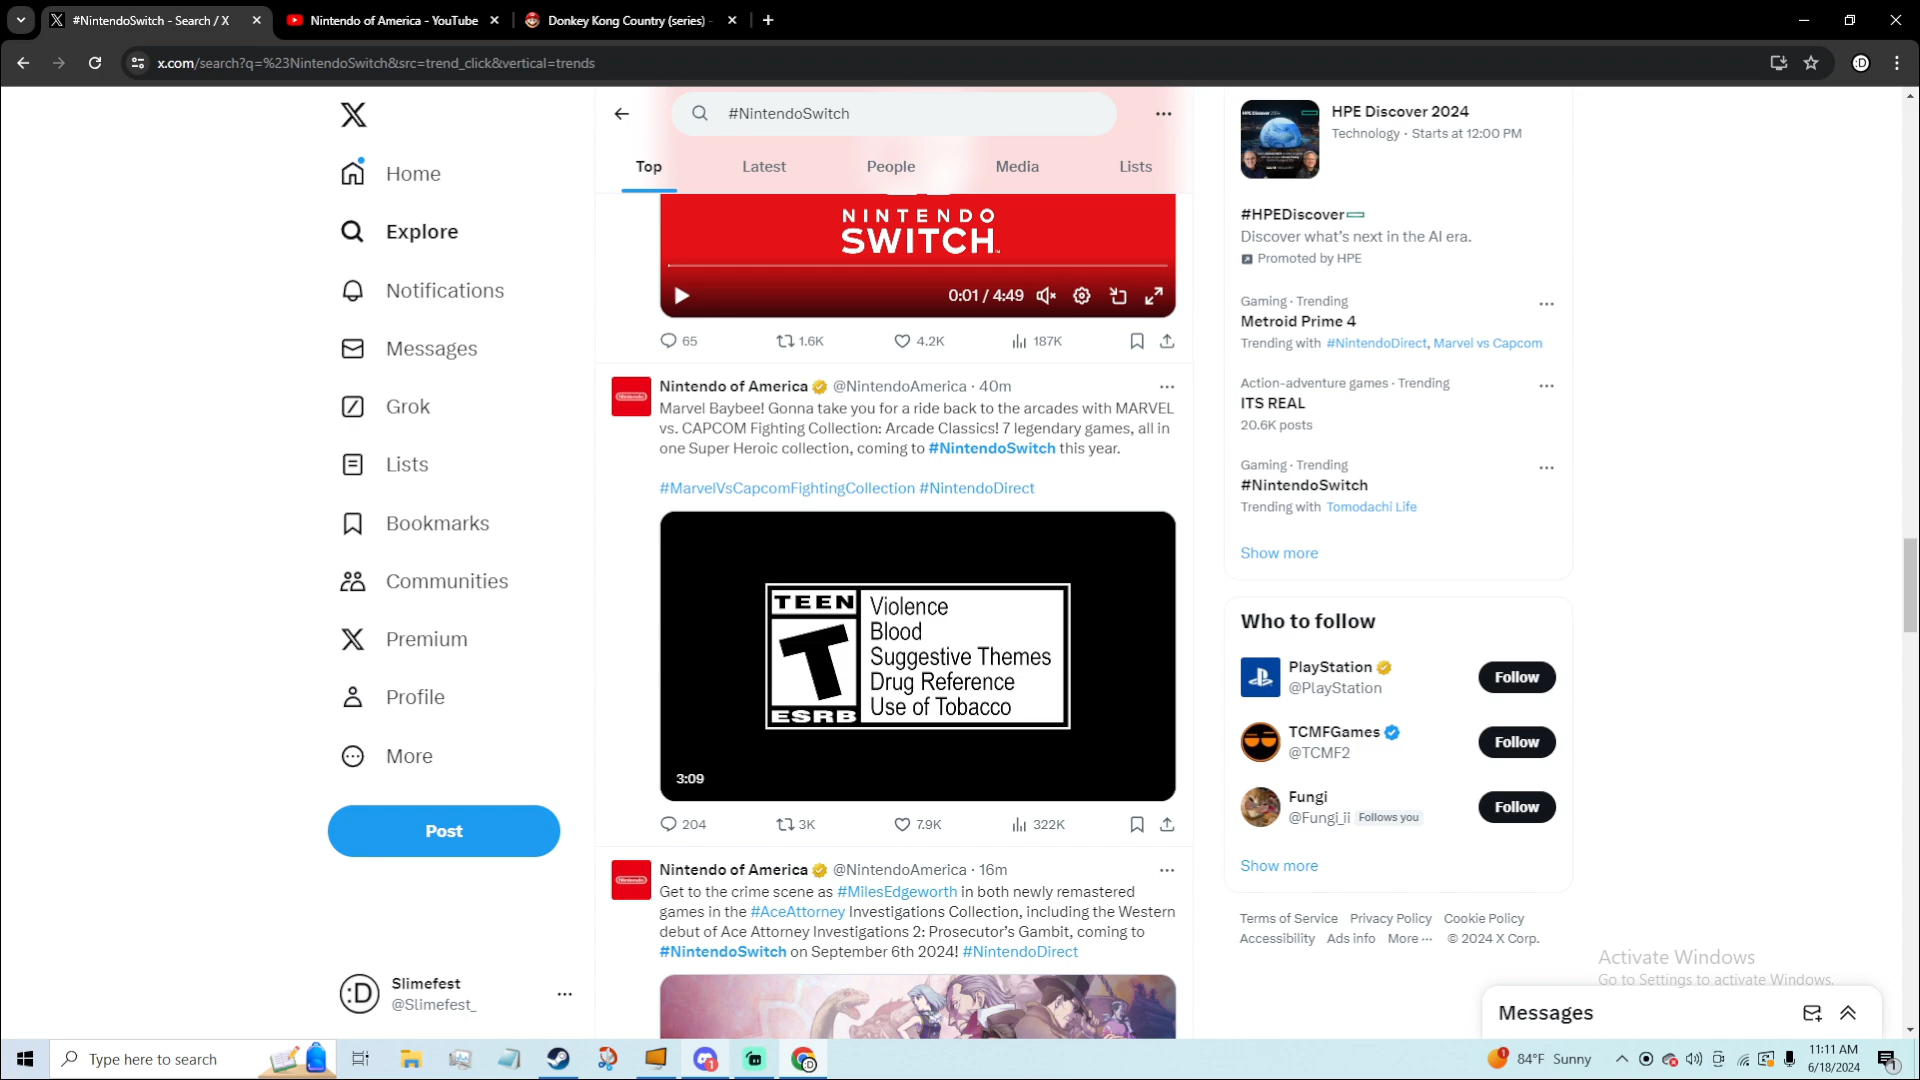 #NintendoSwitch - Search / X
Nintendo of America - YouTube
Donkey Kong Country (series) -
x.com/search?q=%23NintendoSwitch&src=trend_click&vertical=trends
Home
Explore
Notifications
Messages
Grok
Lists
Bookmarks
Communities
Premium
Profile
More
Post
Slimefest
@Slimefest_
#NintendoSwitch
Top
Latest
People
Media
Lists
NINTENDO
SWITCH
0:01 / 4:49
65
1.6K
4.2K
187K
Nintendo of America @NintendoAmerica · 40m
Marvel Baybee! Gonna take you for a ride back to the arcades with MARVEL
vs. CAPCOM Fighting Collection: Arcade Classics! 7 legendary games, all in
one Super Heroic collection, coming to #NintendoSwitch this year.
#MarvelVsCapcomFightingCollection #NintendoDirect
TEEN
T
ESRB
Violence
Blood
Suggestive Themes
Drug Reference
Use of Tobacco
3:09
204
3K
7.9K
322K
Nintendo of America @NintendoAmerica · 16m
Get to the crime scene as #MilesEdgeworth in both newly remastered
games in the #AceAttorney Investigations Collection, including the Western
debut of Ace Attorney Investigations 2: Prosecutor's Gambit, coming to
#NintendoSwitch on September 6th 2024! #NintendoDirect
HPE Discover 2024
Technology · Starts at 12:00 PM
#HPEDiscover
Discover what's next in the AI era.
Promoted by HPE
Gaming · Trending
Metroid Prime 4
Trending with #NintendoDirect, Marvel vs Capcom
Action-adventure games · Trending
ITS REAL
20.6K posts
Gaming · Trending
#NintendoSwitch
Trending with Tomodachi Life
Show more
Who to follow
PlayStation
@PlayStation
Follow
TCMFGames
@TCMF2
Follow
Fungi
@Fungi_ii Follows you
Follow
Show more
Terms of Service Privacy Policy Cookie Policy
Accessibility Ads info More ··· © 2024 X Corp.
Activate Windows
Go to Settings to activate Windows.
Messages
Type here to search
84°F Sunny
11:11 AM
6/18/2024